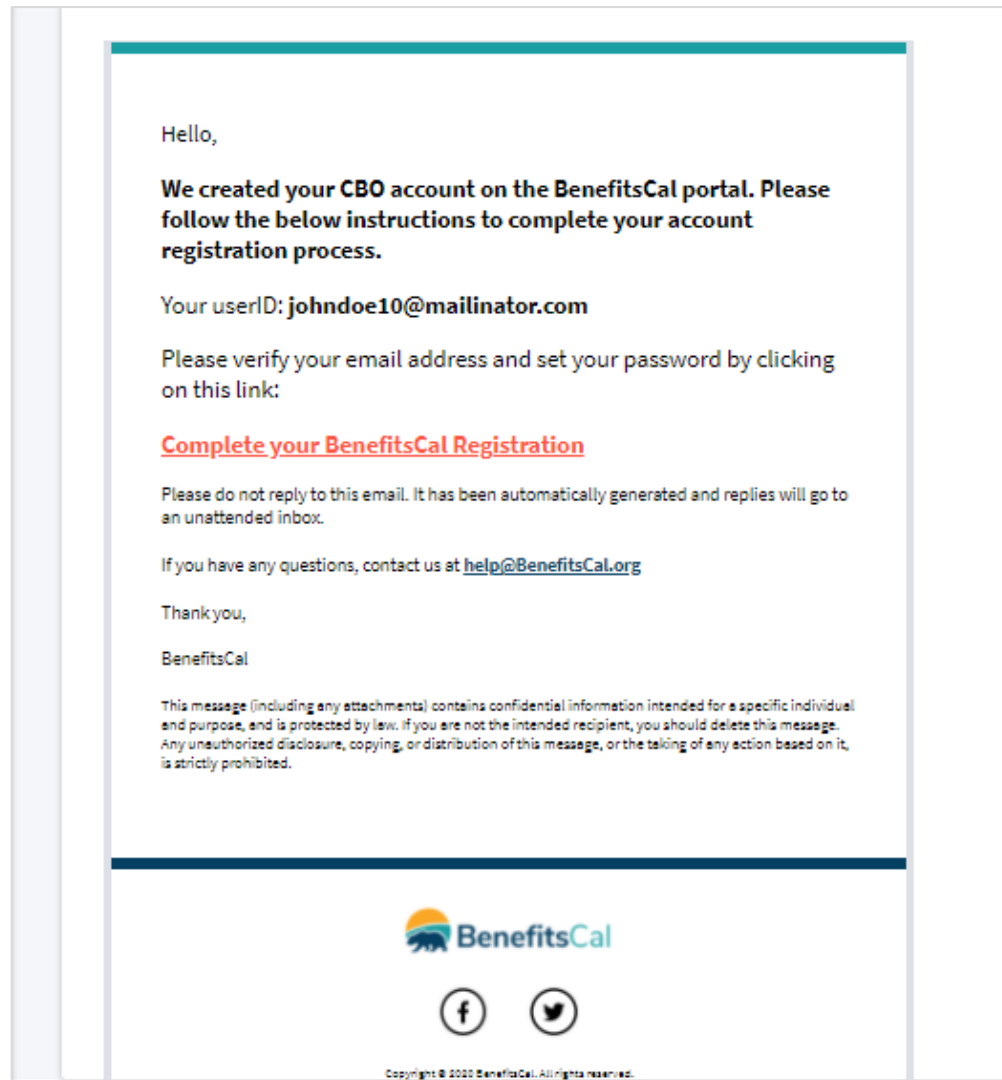 Hello,
We created your CBO account on the BenefitsCal portal. Please
follow the below instructions to complete your account
registration process.
Your userID: johndoe10@mailinator.com
Please verify your email address and set your password by clicking
on this link:
Complete your BenefitsCal Registration
Please do not reply to this email. It has been automatically generated and replies will go to
an unattended inbox.
If you have any questions, contact us at help@BenefitsCal.org
Thank you,
BenefitsCal
This message (including any attachments) contains confidential information intended for a specific individual
and purpose, and is protected by law. If you are not the intended recipient, you should delete this message.
Any unauthorized disclosure, copying, or distribution of this message, or the taking of any action based on it,
is strictly prohibited.
BenefitsCal
Copyright © 2020 BenefitsCal. All rights reserved.